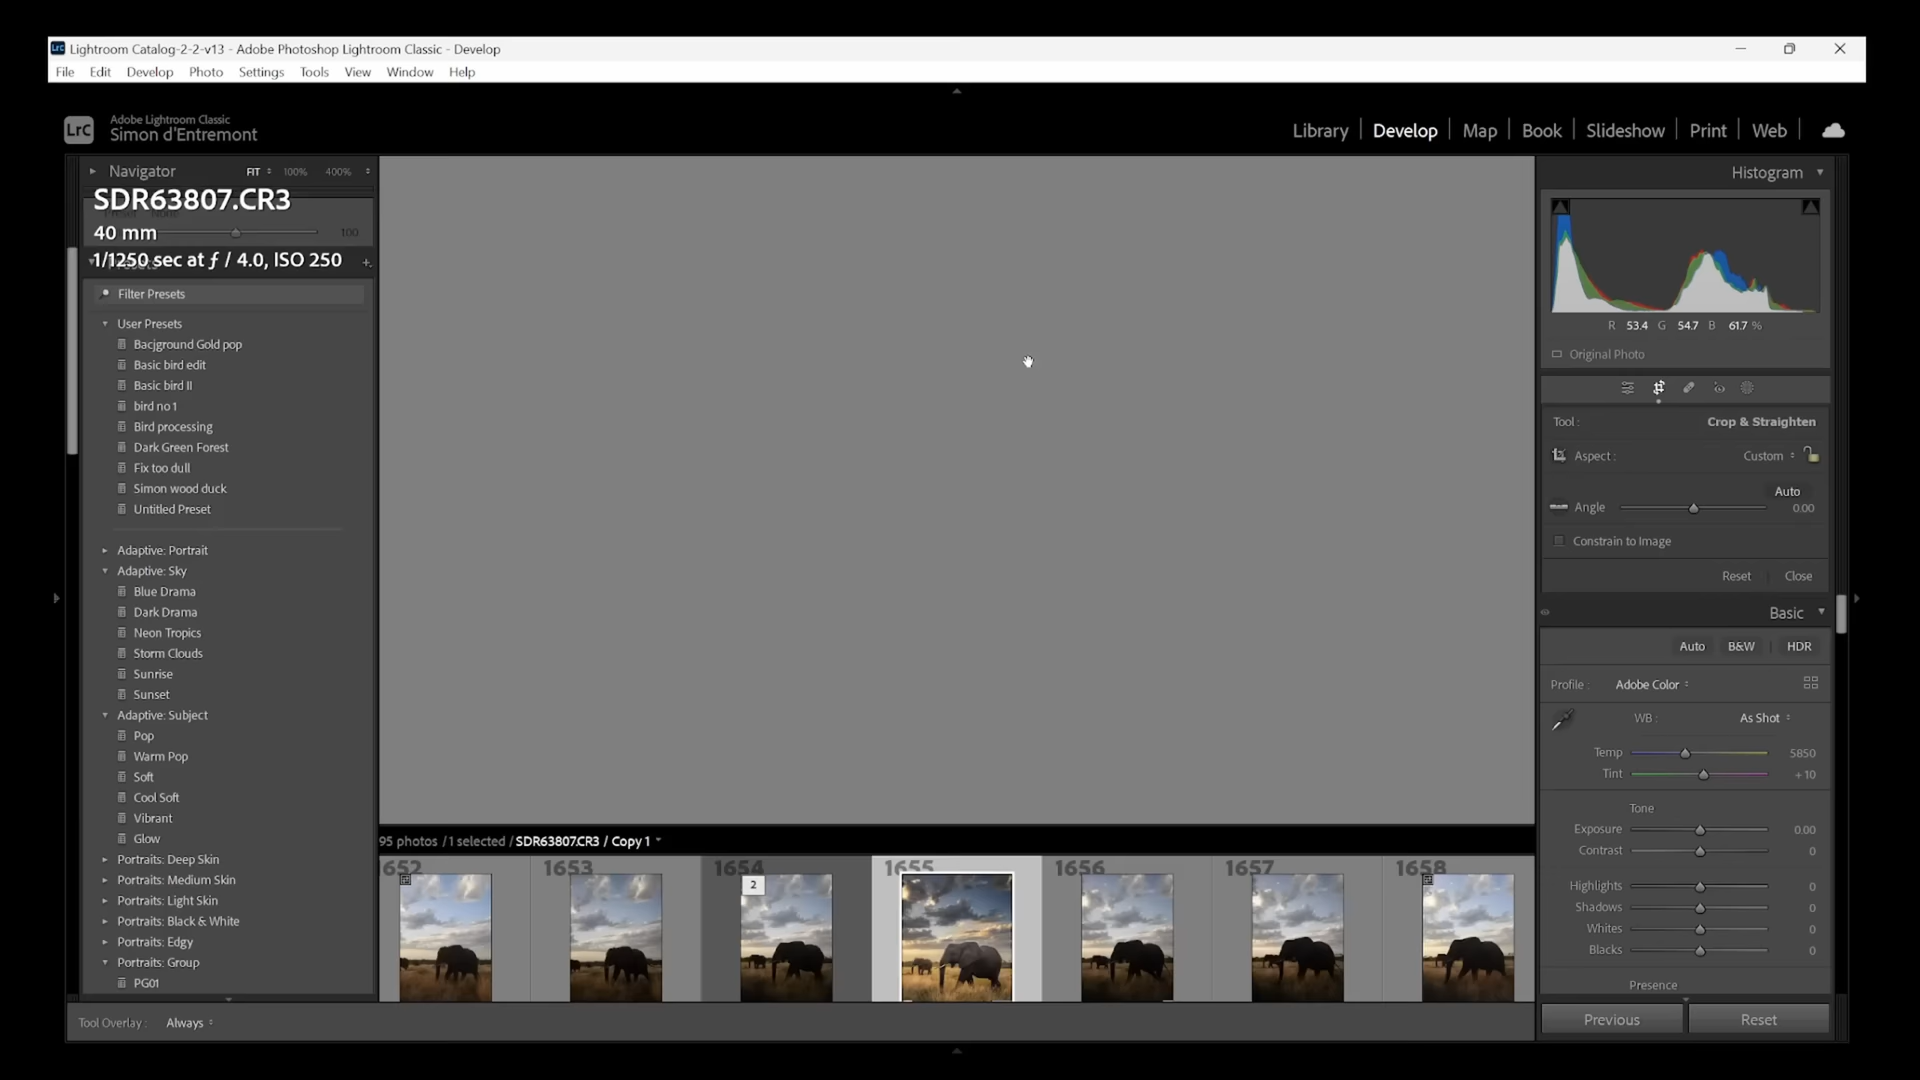 Lightroom Catalog-2-2-v13 - Adobe Photoshop Lightroom Classic - Develop
File Edit Develop Photo Settings Tools View Window Help
LrC
Adobe Lightroom Classic
Simon d'Entremont
Library Develop Map Book Slideshow Print Web
Navigator FIT 100% 400%
SDR63807.CR3
100
40 mm
1/1250 sec at ƒ / 4.0, ISO 250
Filter Presets
User Presets
Bacjground Gold pop
Basic bird edit
Basic bird II
bird no 1
Bird processing
Dark Green Forest
Fix too dull
Simon wood duck
Untitled Preset
Adaptive: Portrait
Adaptive: Sky
Blue Drama
Dark Drama
Neon Tropics
Storm Clouds
Sunrise
Sunset
Adaptive: Subject
Pop
Warm Pop
Soft
Cool Soft
Vibrant
Glow
Portraits: Deep Skin
Portraits: Medium Skin
Portraits: Light Skin
Portraits: Black & White
Portraits: Edgy
Portraits: Group
PG01
Tool Overlay : Always
95 photos / 1 selected / SDR63807.CR3 / Copy 1
1652 1653 1654 1655 1656 1657 1658
2
Histogram
R 53.4 G 54.7 B 61.7 %
Original Photo
Tool : Crop & Straighten
Aspect : Custom
Auto
Angle 0.00
Constrain to Image
Reset Close
Basic
Auto B&W HDR
Profile : Adobe Color
WB : As Shot
Temp 5850
Tint + 10
Tone
Exposure 0.00
Contrast 0
Highlights 0
Shadows 0
Whites 0
Blacks 0
Presence
Previous Reset